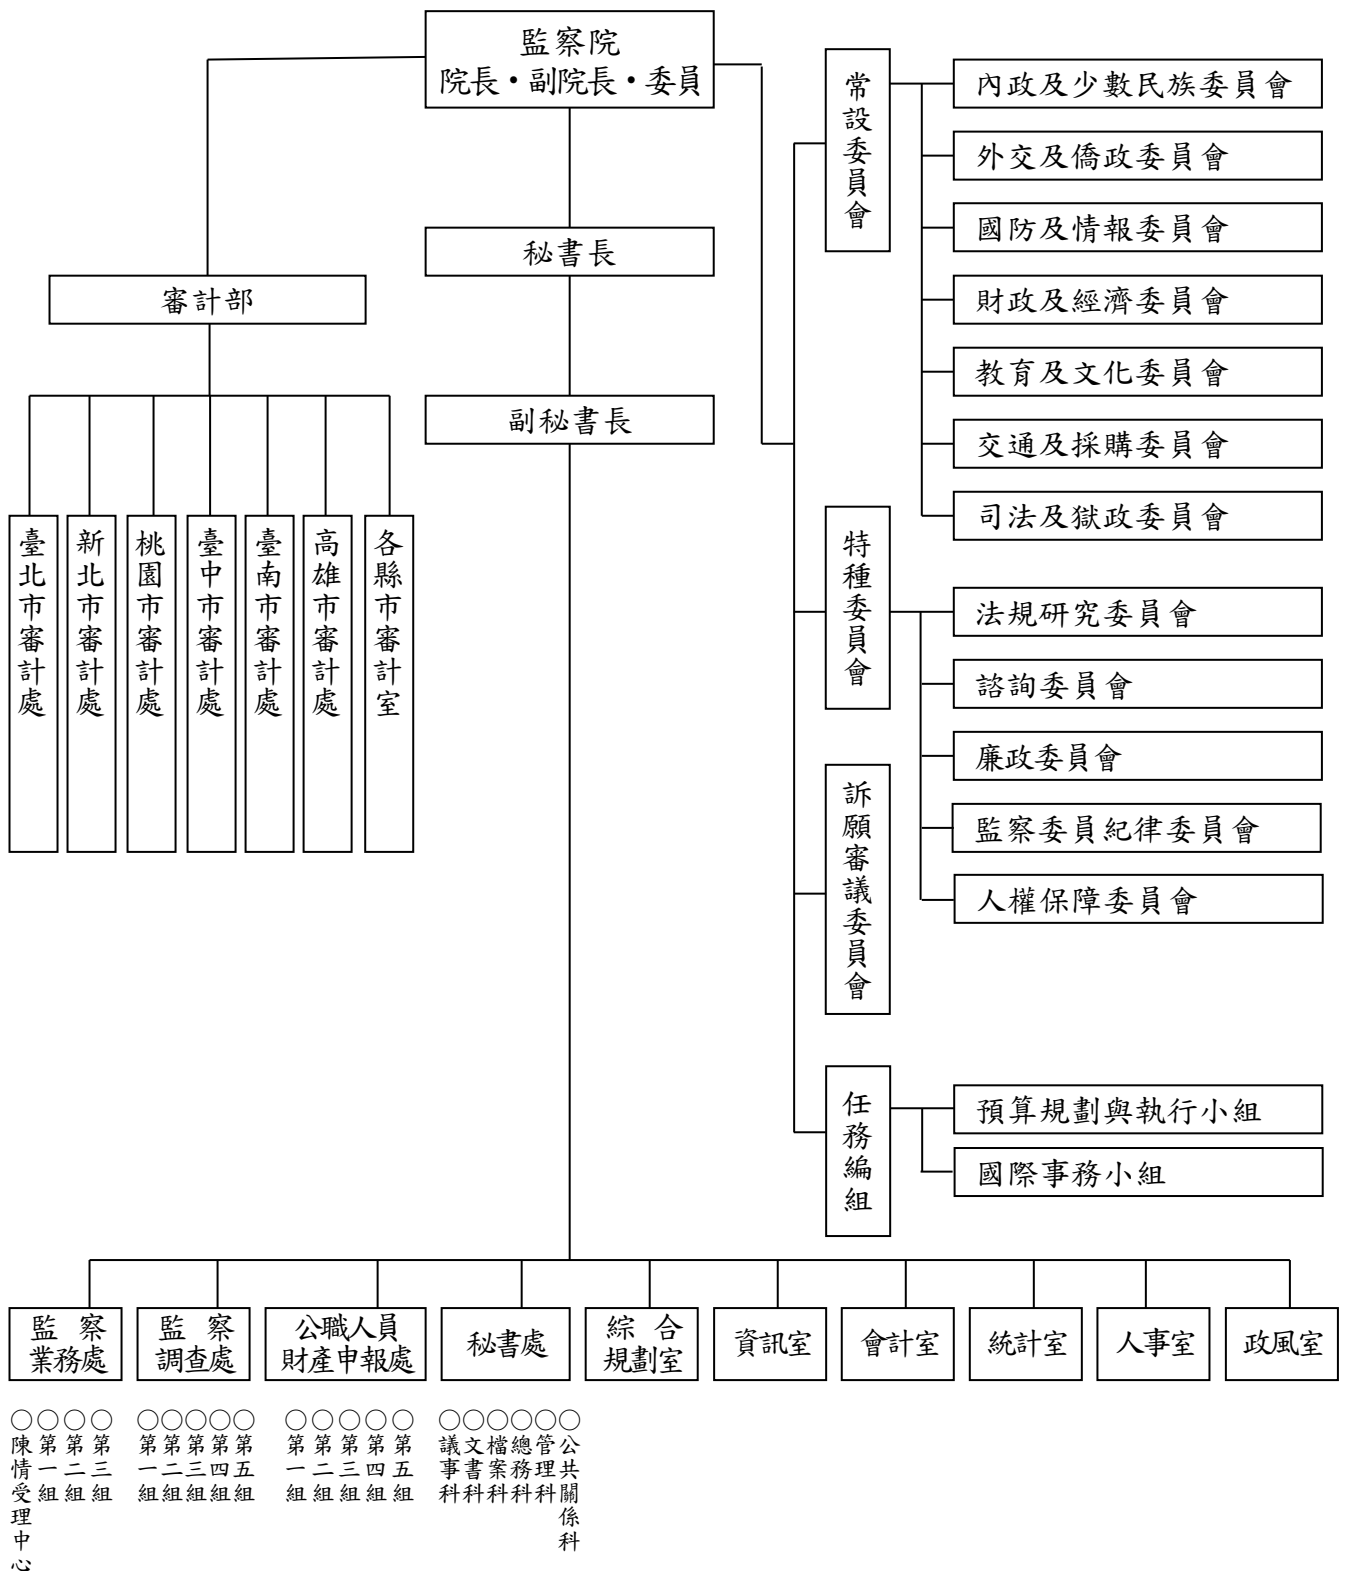 監察院
院長・副院長・委員
秘書長
副秘書長
審計部
臺北市審計處
新北市審計處
桃園市審計處
臺中市審計處
臺南市審計處
高雄市審計處
各縣市審計室
常設委員會
內政及少數民族委員會
外交及僑政委員會
國防及情報委員會
財政及經濟委員會
教育及文化委員會
交通及採購委員會
司法及獄政委員會
特種委員會
法規研究委員會
諮詢委員會
廉政委員會
監察委員紀律委員會
人權保障委員會
訴願審議委員會
任務編組
預算規劃與執行小組
國際事務小組
監察
業務處
監察
調查處
公職人員
財產申報處
秘書處
綜合
規劃室
資訊室
會計室
統計室
人事室
政風室
○陳情受理中心
○第一組
○第二組
○第三組
○第一組
○第二組
○第三組
○第四組
○第五組
○第一組
○第二組
○第三組
○第四組
○第五組
○議事科
○文書科
○檔案科
○總務科
○管理科
○公共關係科